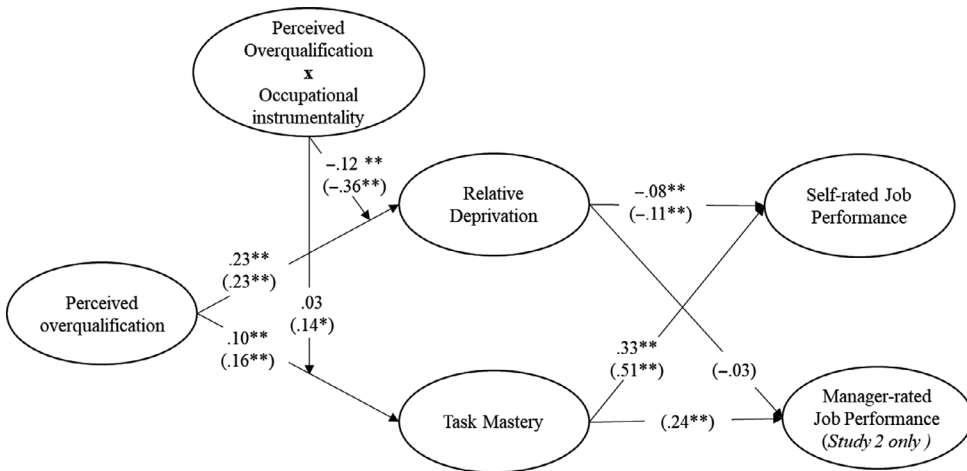 Perceived
Overqualification
x
Occupational
instrumentality
−.12 **
(−.36**)
Relative
Deprivation
−.08**
(−.11**)
Self-rated Job
Performance
.23**
(.23**)
Perceived
overqualification
.03
(.14*)
.10**
(.16**)
.33**
(.51**)
(−.03)
Task Mastery
(.24**)
Manager-rated
Job Performance
(Study 2 only )